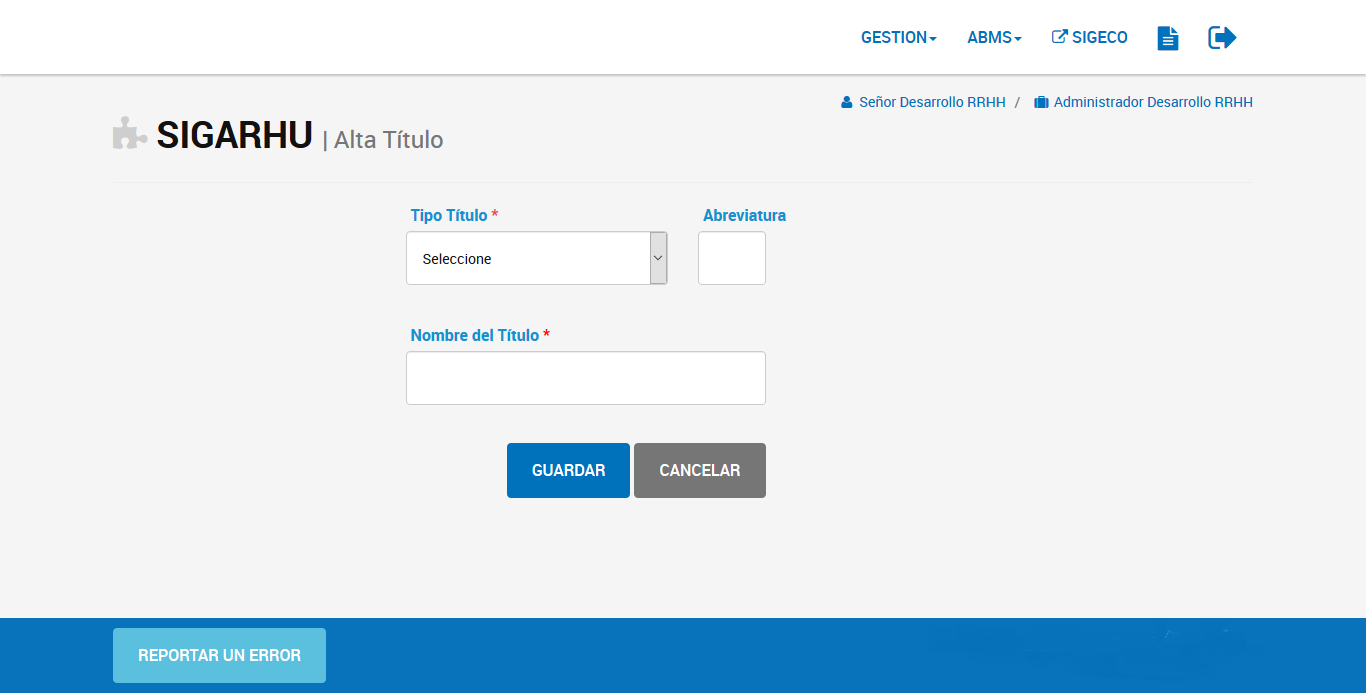 GESTION ABMS SIGECO
Señor Desarrollo RRHH / Administrador Desarrollo RRHH
SIGARHU | Alta Título
Tipo Título * Abreviatura
Seleccione
Nombre del Título *
GUARDAR CANCELAR
REPORTAR UN ERROR